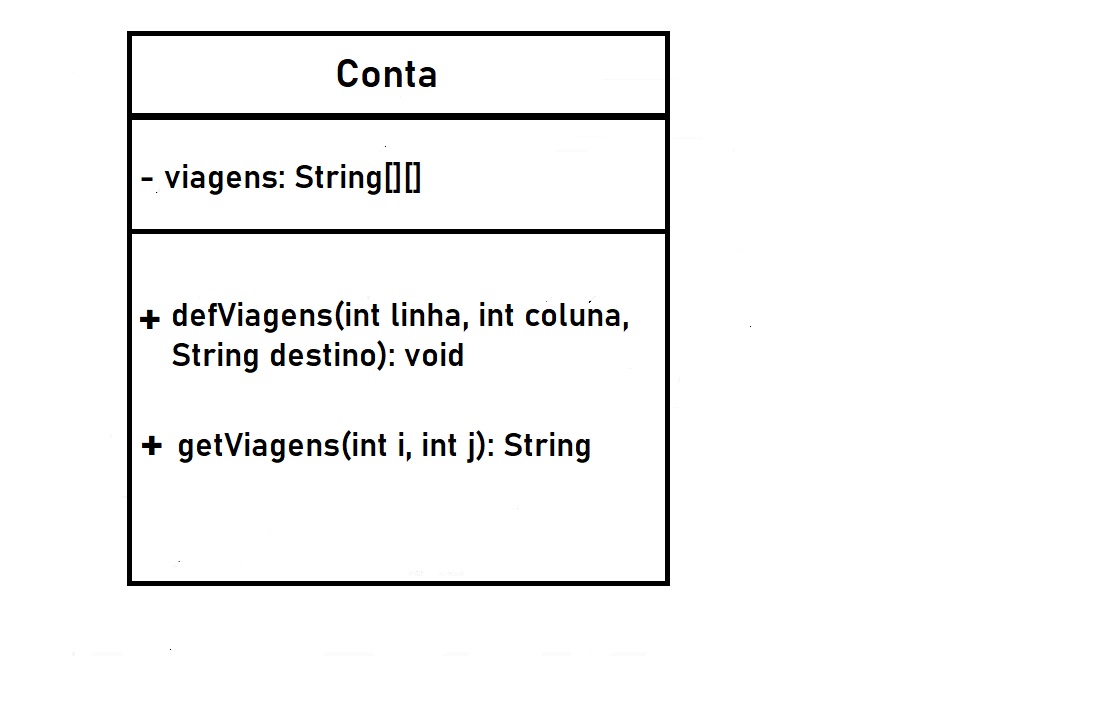 Conta
- viagens: String[][]
+ defViagens(int linha, int coluna,
String destino): void
+ getViagens(int i, int j): String